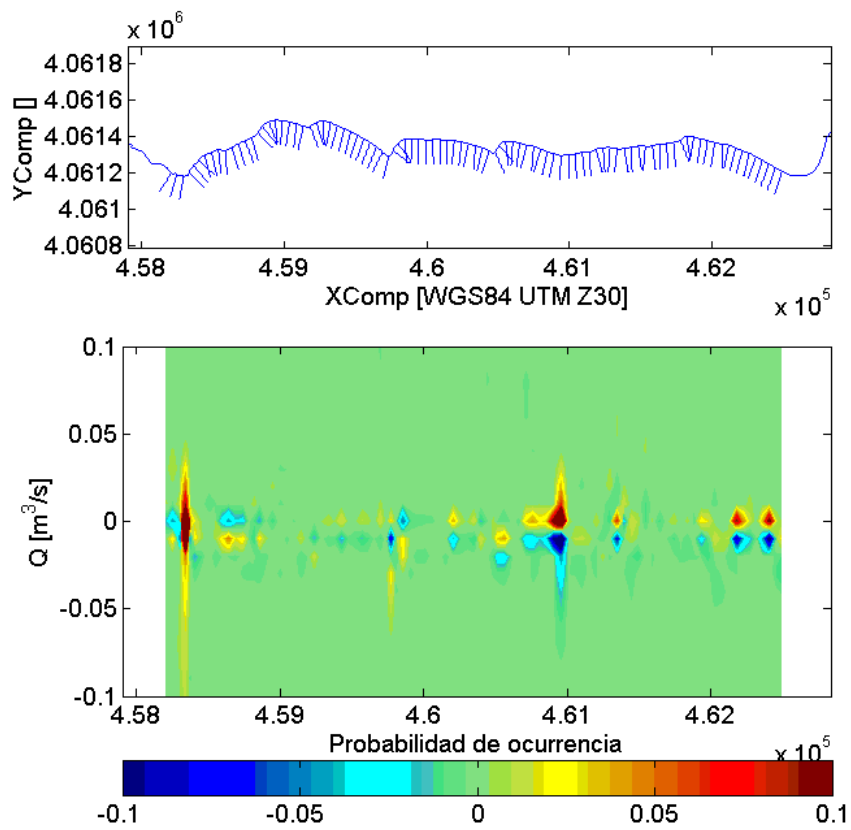 x 10^6
4.0618
4.0616
4.0614
4.0612
4.061
4.0608
YComp []
4.58 4.59 4.6 4.61 4.62
XComp [WGS84 UTM Z30]
x 10^5
0.1
0.05
0
-0.05
-0.1
Q [m^3/s]
4.58 4.59 4.6 4.61 4.62
Probabilidad de ocurrencia
x 10^5
-0.1 -0.05 0 0.05 0.1